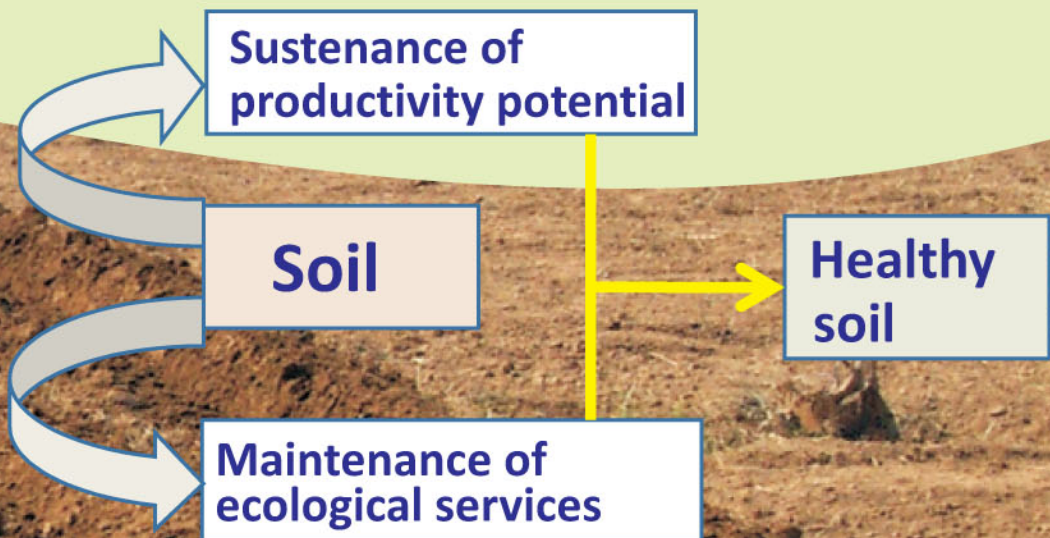 Sustenance of
productivity potential
Soil
Healthy
soil
Maintenance of
ecological services